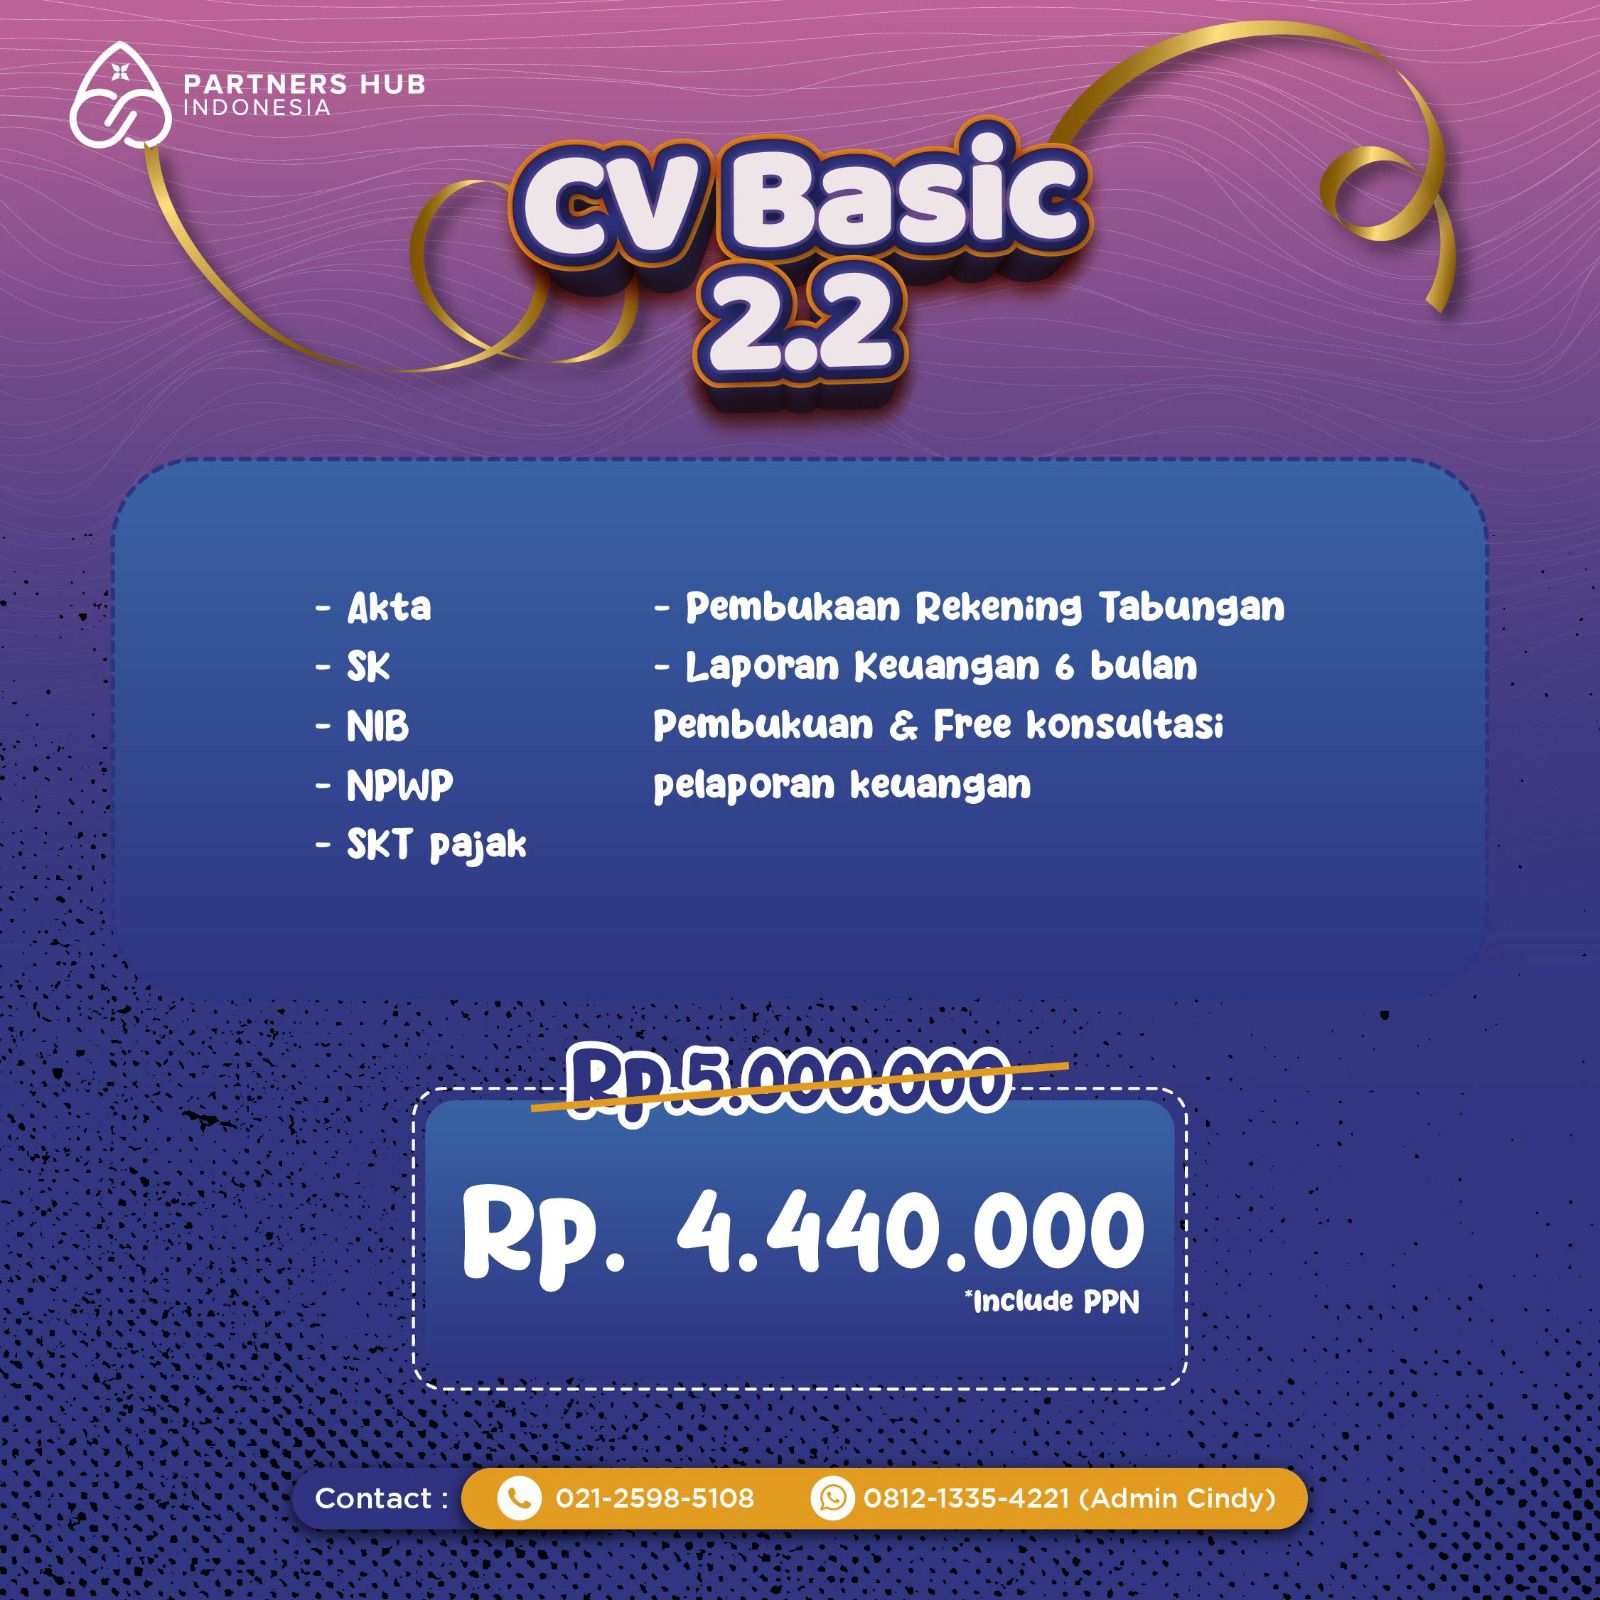 PARTNERS HUB
INDONESIA
CV Basic
2.2
- Akta
- SK
- NIB
- NPWP
- SKT pajak
- Pembukaan Rekening Tabungan
- Laporan Keuangan 6 bulan
Pembukuan & Free konsultasi
pelaporan keuangan
Rp.5.000.000
Rp. 4.440.000
*Include PPN
Contact : 021-2598-5108 0812-1335-4221 (Admin Cindy)